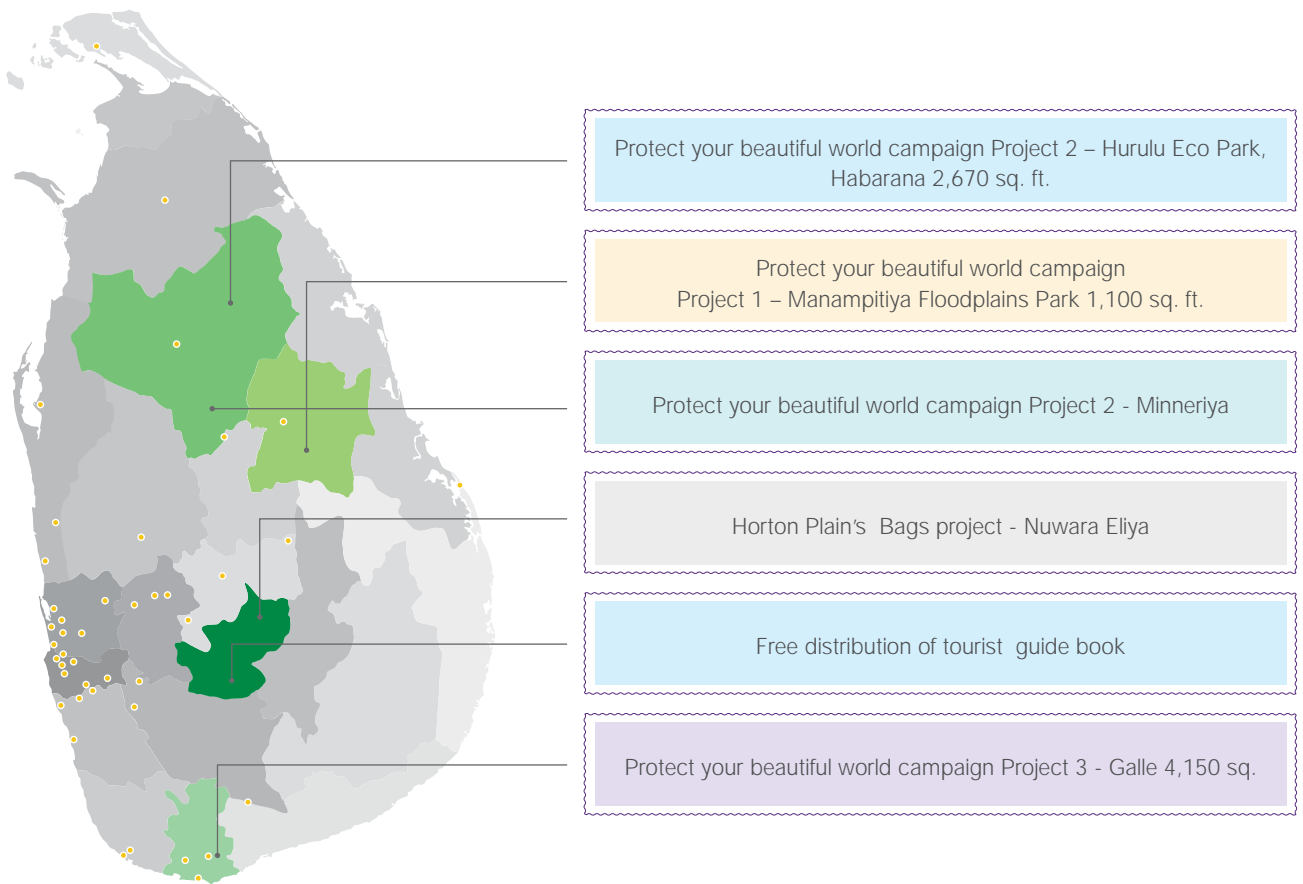 Protect your beautiful world campaign Project 2 – Hurulu Eco Park,
Habarana 2,670 sq. ft.
Protect your beautiful world campaign
Project 1 – Manampitiya Floodplains Park 1,100 sq. ft.
Protect your beautiful world campaign Project 2 - Minneriya
Horton Plain's Bags project - Nuwara Eliya
Free distribution of tourist guide book
Protect your beautiful world campaign Project 3 - Galle 4,150 sq.